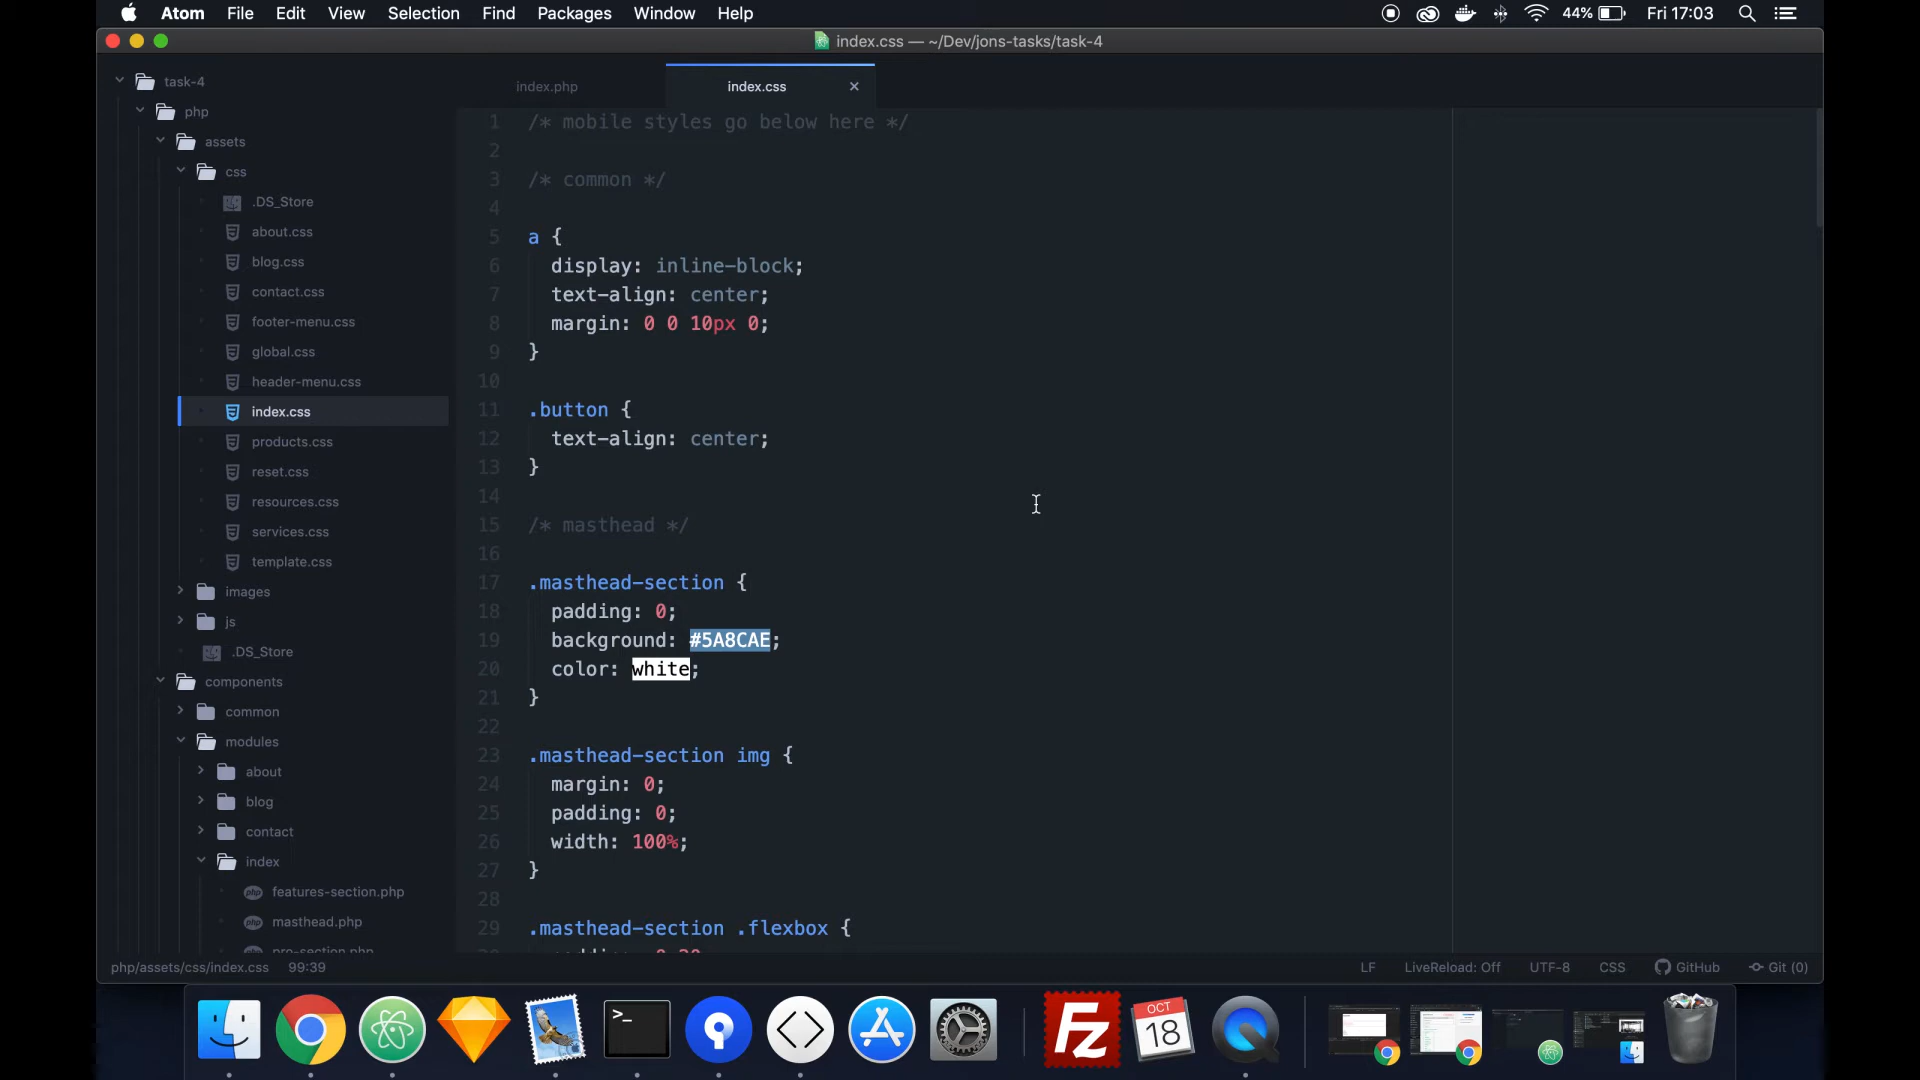 Atom File Edit View Selection Find Packages Window Help 44% Fri 17:03
index.css — ~/Dev/jons-tasks/task-4
index.php index.css
task-4
php
assets
css
.DS_Store
about.css
blog.css
contact.css
footer-menu.css
global.css
header-menu.css
index.css
products.css
reset.css
resources.css
services.css
template.css
images
js
.DS_Store
components
common
modules
about
blog
contact
index
features-section.php
masthead.php
pro-section.php
1 /* mobile styles go below here */
2
3 /* common */
4
5 a {
6 display: inline-block;
7 text-align: center;
8 margin: 0 0 10px 0;
9 }
10
11 .button {
12 text-align: center;
13 }
14
15 /* masthead */
16
17 .masthead-section {
18 padding: 0;
19 background: #5A8CAE;
20 color: white;
21 }
22
23 .masthead-section img {
24 margin: 0;
25 padding: 0;
26 width: 100%;
27 }
28
29 .masthead-section .flexbox {
php/assets/css/index.css 99:39 LF LiveReload: Off UTF-8 CSS GitHub Git (0)
>_
Fz
OCT
18